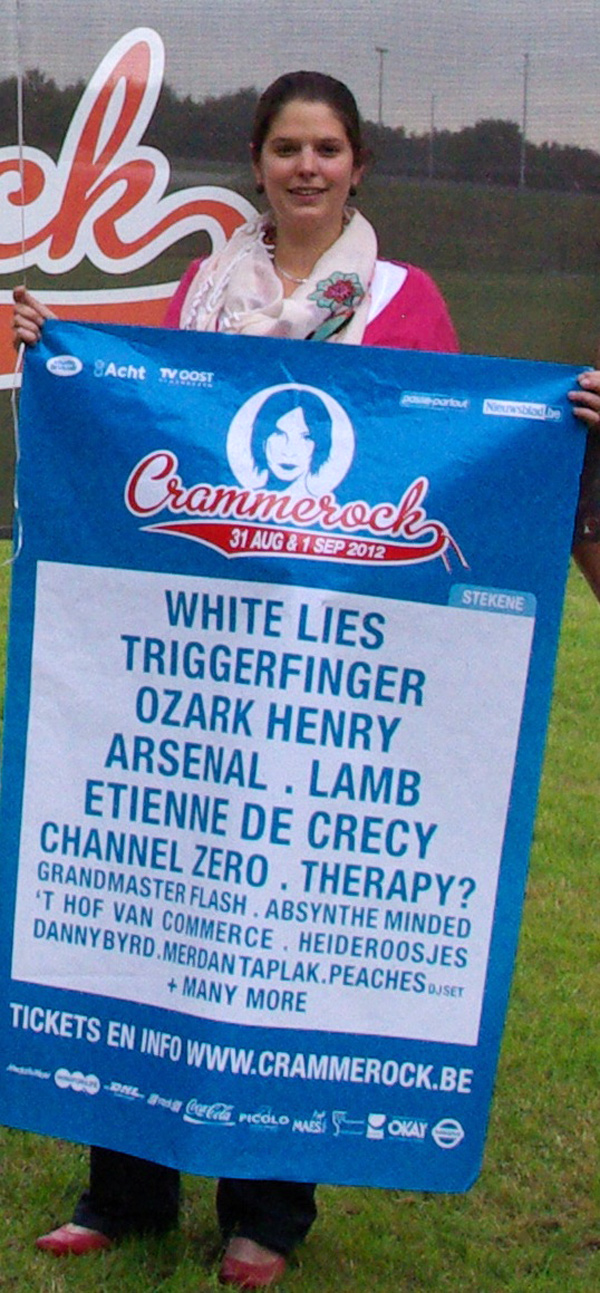 ck
Acht TV OOST passe-partout Nieuwsblad.be
Crammerock
31 AUG & 1 SEP 2012
STEKENE
WHITE LIES
TRIGGERFINGER
OZARK HENRY
ARSENAL . LAMB
ETIENNE DE CRECY
CHANNEL ZERO . THERAPY?
GRANDMASTER FLASH . ABSYNTHE MINDED
'T HOF VAN COMMERCE . HEIDEROOSJES
DANNY BYRD . MERDAN TAPLAK . PEACHES DJ SET
+ MANY MORE
TICKETS EN INFO WWW.CRAMMEROCK.BE
DHL Coca-Cola PICOLO MAES OKAY